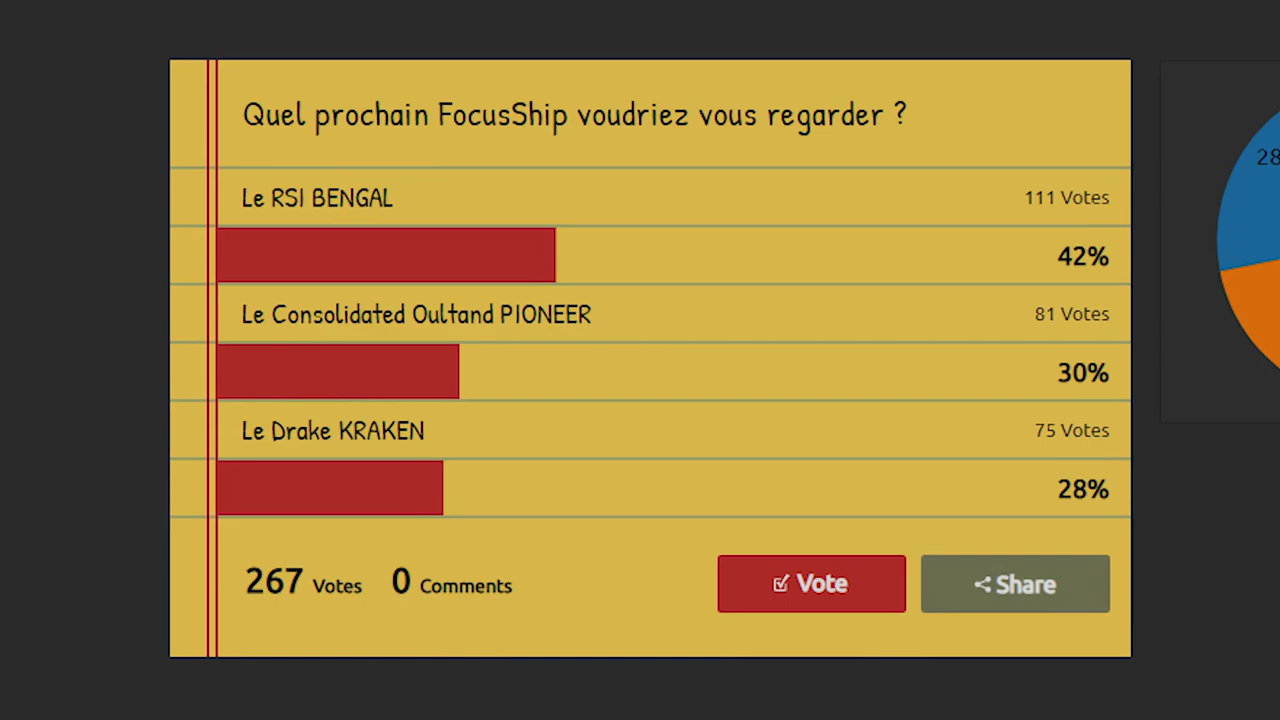 Quel prochain FocusShip voudriez vous regarder ?
Le RSI BENGAL 111 Votes
42%
Le Consolidated Oultand PIONEER 81 Votes
30%
Le Drake KRAKEN 75 Votes
28%
267 Votes 0 Comments Vote Share
28